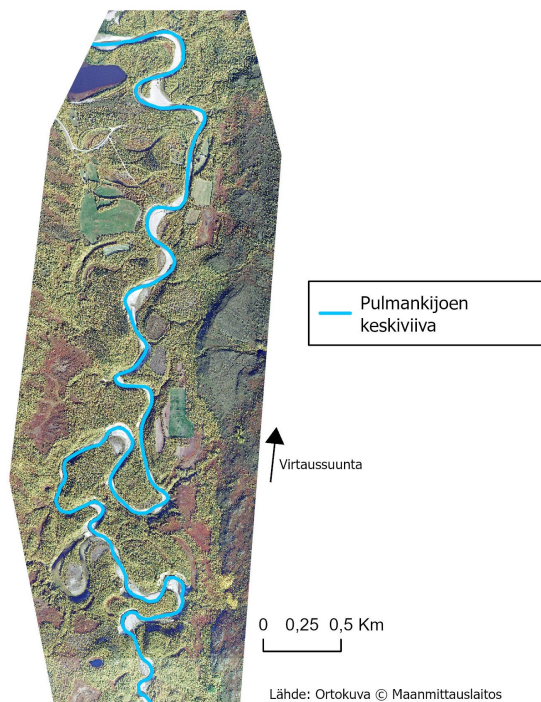 Pulmankijoen
keskiviiva
Virtaussuunta
0 0,25 0,5 Km
Lähde: Ortokuva © Maanmittauslaitos